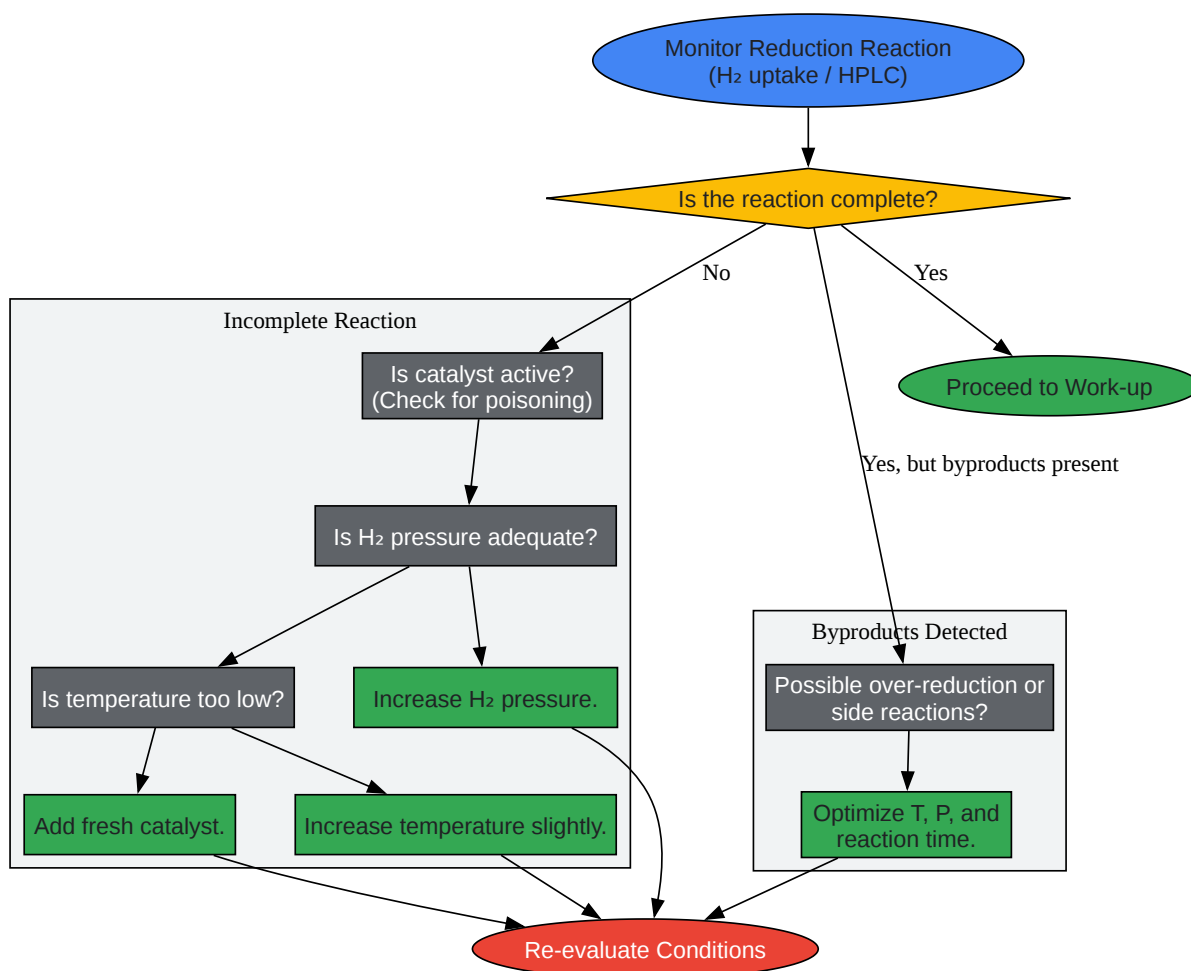 Monitor Reduction Reaction
(H₂ uptake / HPLC)
Is the reaction complete?
No
Yes
Incomplete Reaction
Is catalyst active?
(Check for poisoning)
Proceed to Work-up
Yes, but byproducts present
Is H₂ pressure adequate?
Byproducts Detected
Is temperature too low?
Increase H₂ pressure.
Possible over-reduction or
side reactions?
Add fresh catalyst.
Increase temperature slightly.
Optimize T, P, and
reaction time.
Re-evaluate Conditions